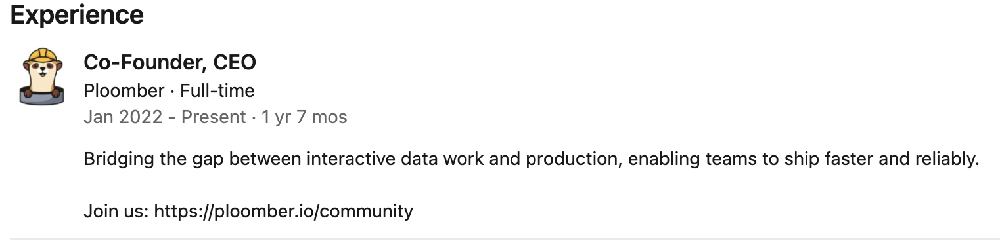 Experience
Co-Founder, CEO
Ploomber · Full-time
Jan 2022 - Present · 1 yr 7 mos
Bridging the gap between interactive data work and production, enabling teams to ship faster and reliably.
Join us: https://ploomber.io/community